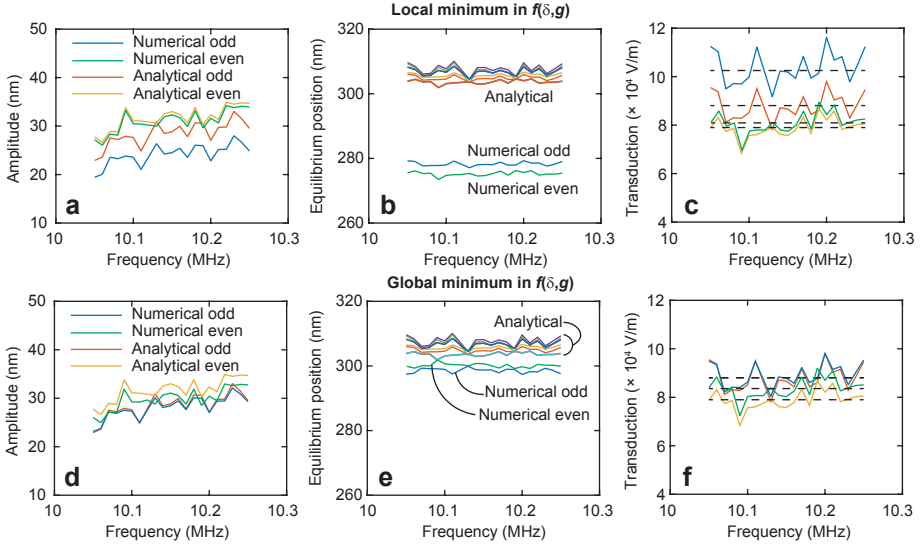 Local minimum in f(δ,g)
50
40
30
20
10
Amplitude (nm)
Numerical odd
Numerical even
Analytical odd
Analytical even
a
10 10.1 10.2 10.3
Frequency (MHz)
320
300
280
260
Equilibrium position (nm)
Analytical
Numerical odd
Numerical even
b
10 10.1 10.2 10.3
Frequency (MHz)
12
10
8
6
4
Transduction (× 10⁴ V/m)
c
10 10.1 10.2 10.3
Frequency (MHz)
Global minimum in f(δ,g)
50
40
30
20
10
Amplitude (nm)
Numerical odd
Numerical even
Analytical odd
Analytical even
d
10 10.1 10.2 10.3
Frequency (MHz)
320
300
280
260
Equilibrium position (nm)
Analytical
Numerical odd
Numerical even
e
10 10.1 10.2 10.3
Frequency (MHz)
12
10
8
6
4
Transduction (× 10⁴ V/m)
f
10 10.1 10.2 10.3
Frequency (MHz)